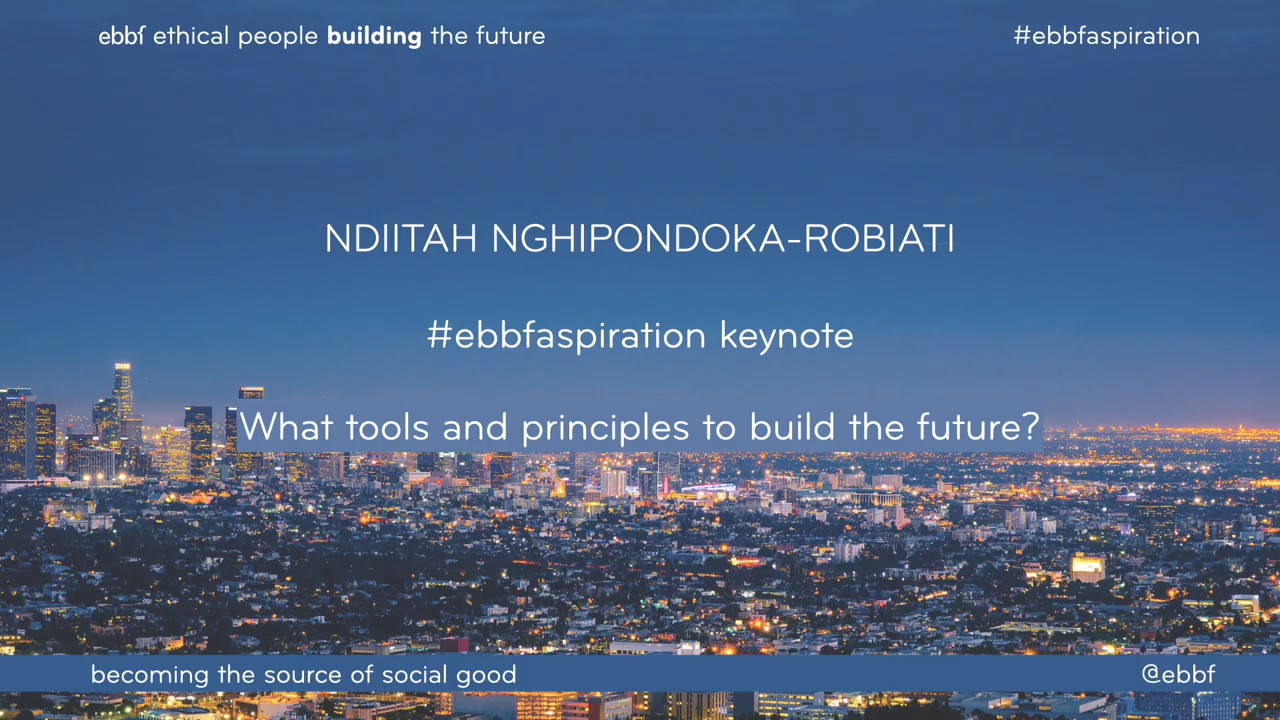 ebbf ethical people building the future
#ebbfaspiration
NDIITAH NGHIPONDOKA-ROBIATI
#ebbfaspiration keynote
What tools and principles to build the future?
becoming the source of social good
@ebbf